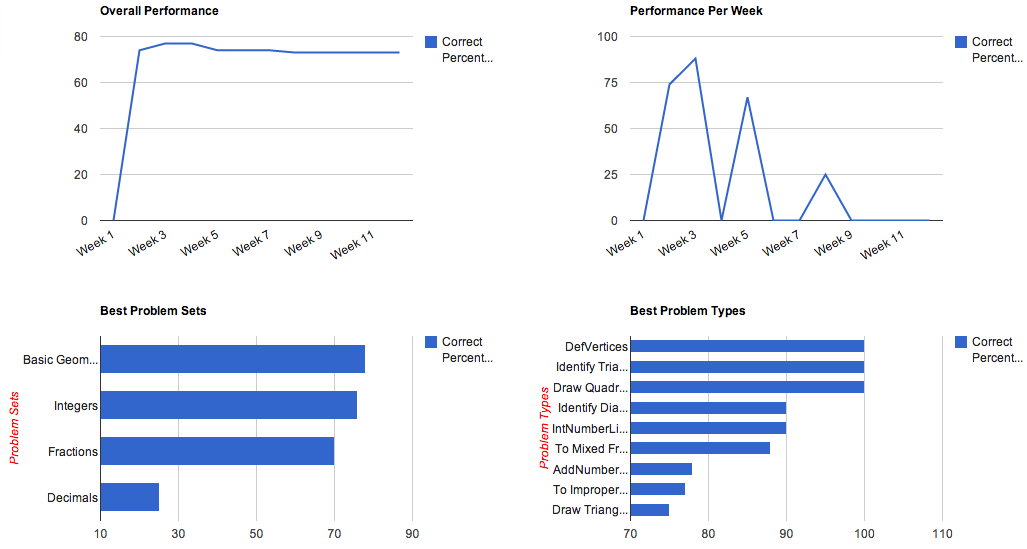 Overall Performance
80
60
40
20
0
Week 1
Week 3
Week 5
Week 7
Week 9
Week 11
Correct
Percent...
Performance Per Week
100
75
50
25
0
Week 1
Week 3
Week 5
Week 7
Week 9
Week 11
Correct
Percent...
Best Problem Sets
Problem Sets
Basic Geom...
Integers
Fractions
Decimals
10
30
50
70
90
Correct
Percent...
Best Problem Types
Problem Types
DefVertices
Identify Tria...
Draw Quadr...
Identify Dia...
IntNumberLi...
To Mixed Fr...
AddNumber...
To Improper...
Draw Triang...
70
80
90
100
110
Correct
Percent...